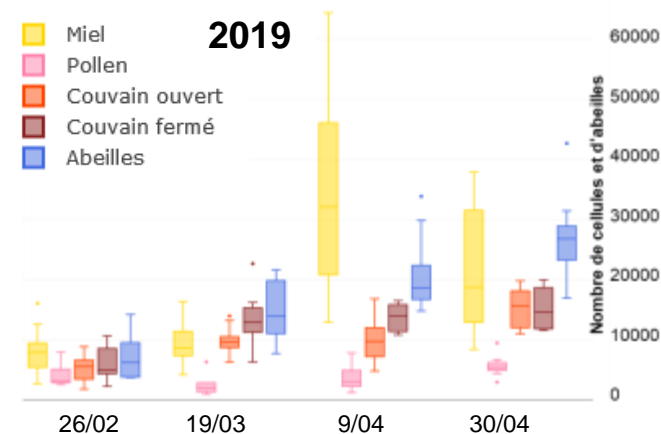 2019
Miel
Pollen
Couvain ouvert
Couvain fermé
Abeilles
60000
50000
40000
30000
20000
10000
0
Nombre de cellules et d'abeilles
26/02
19/03
9/04
30/04